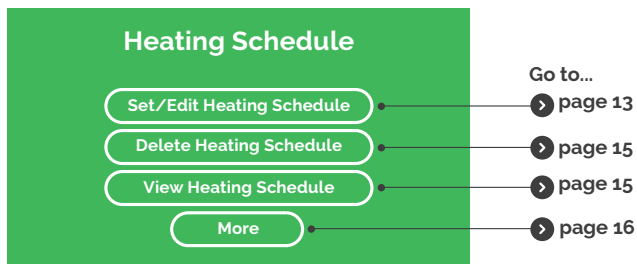 Heating Schedule
Go to...
Set/Edit Heating Schedule page 13
Delete Heating Schedule page 15
View Heating Schedule page 15
More page 16